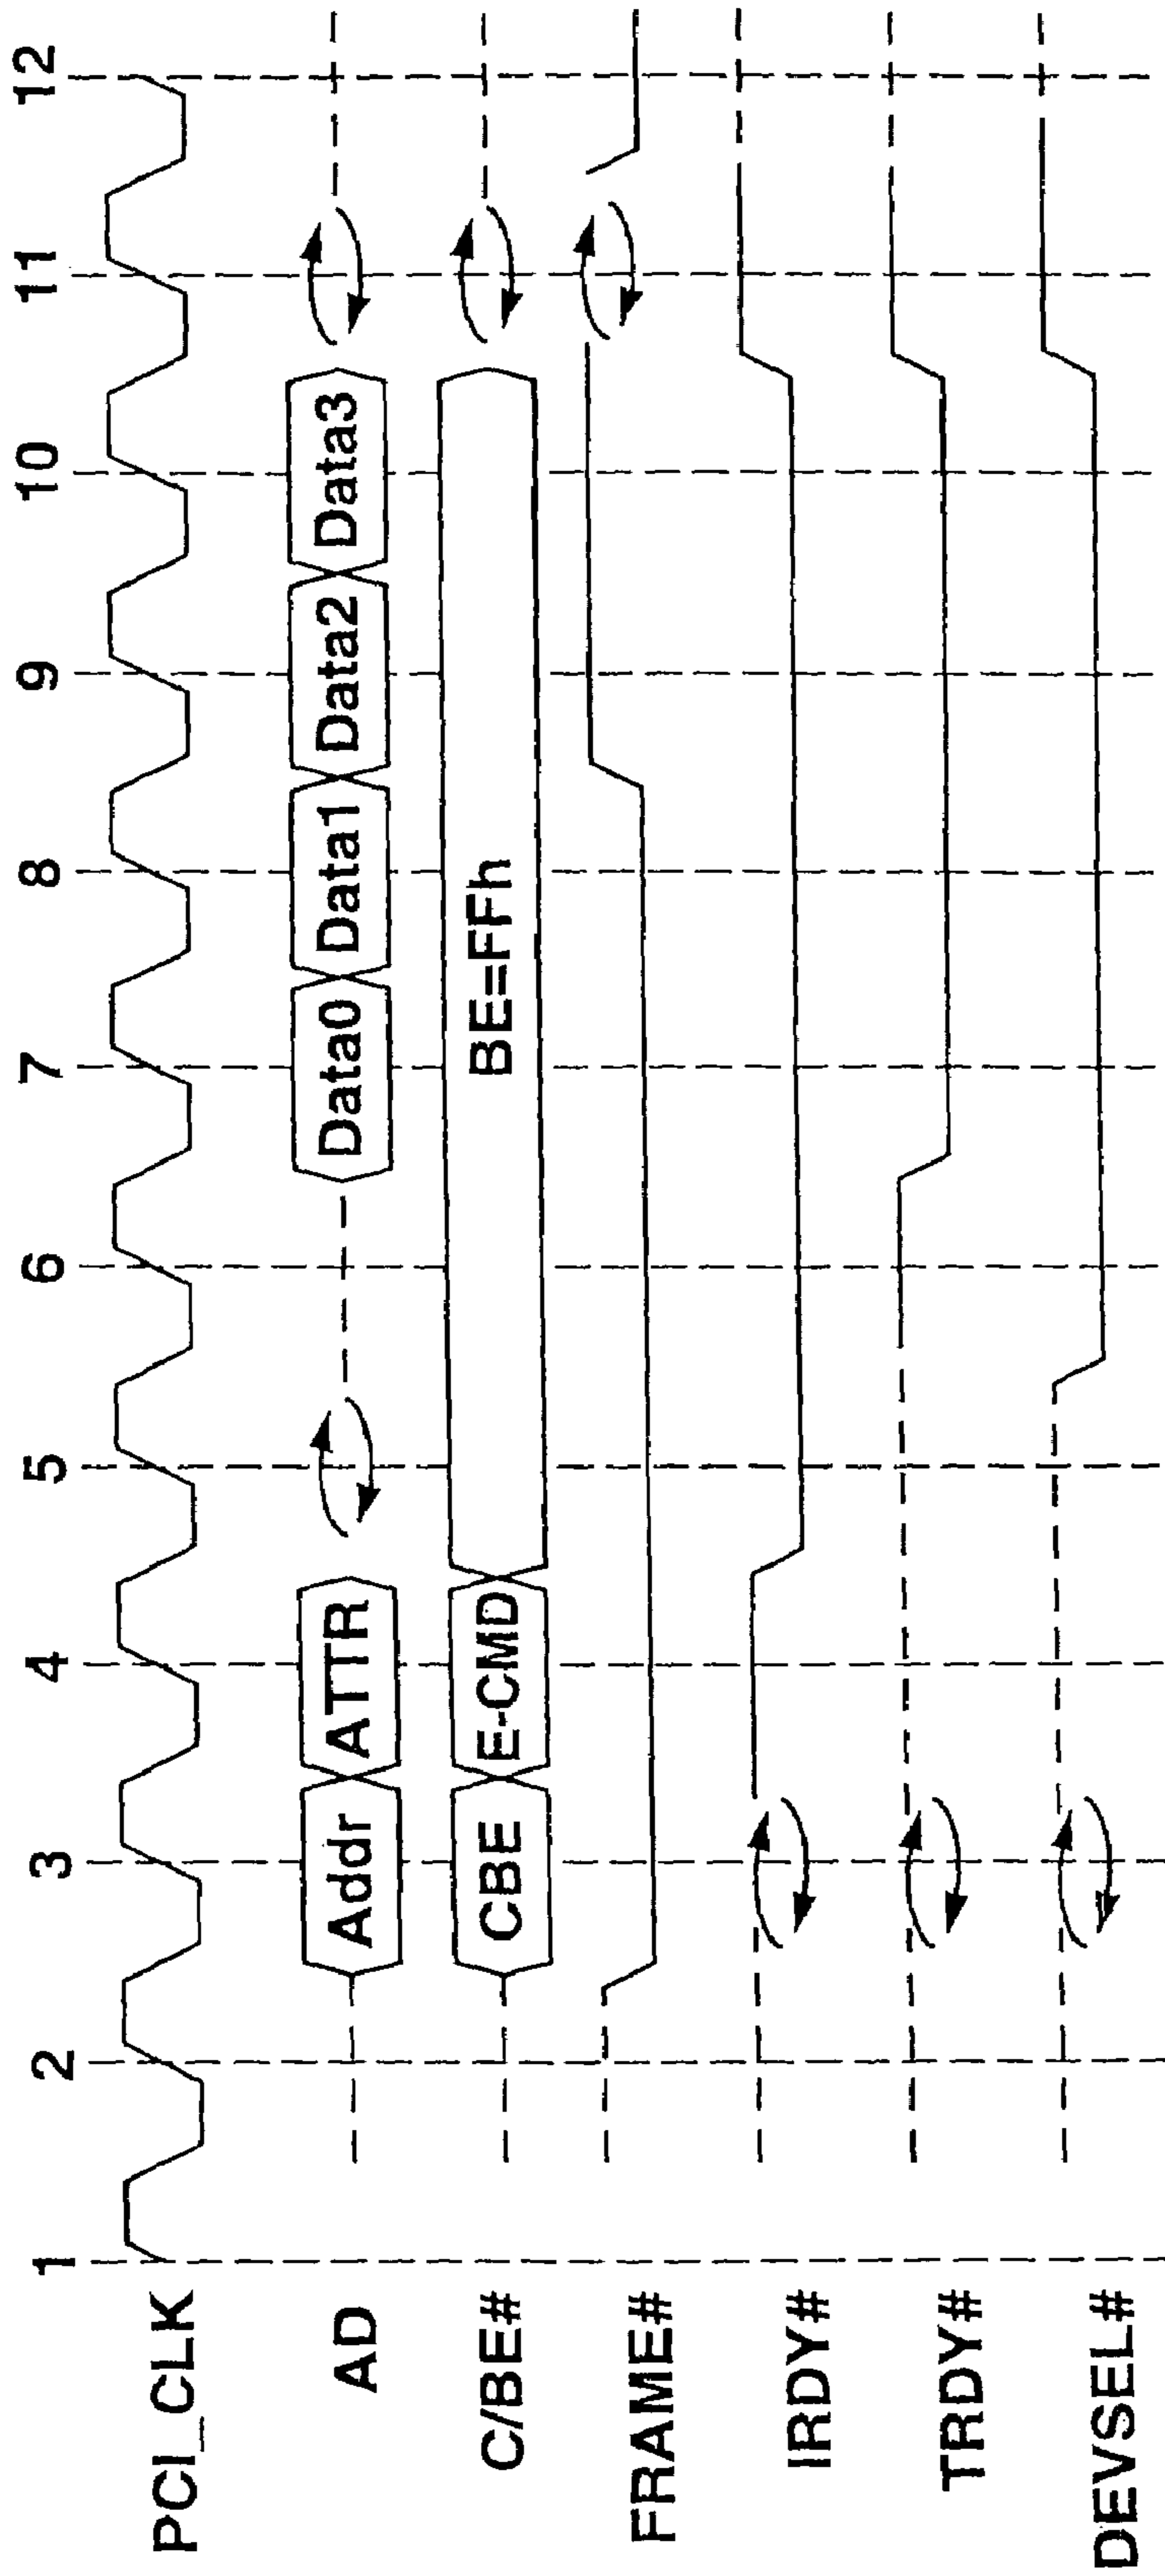 1 2 3 4 5 6 7 8 9 10 11 12
PCI_CLK
AD Addr ATTR Data0 Data1 Data2 Data3
C/BE# CBE E-CMD BE=FFh
FRAME#
IRDY#
TRDY#
DEVSEL#